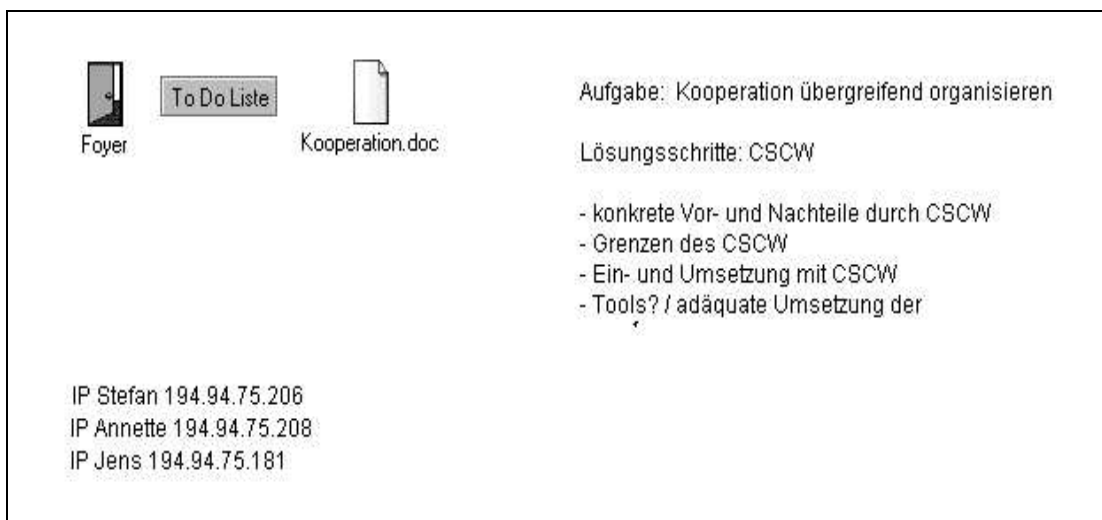 To Do Liste
Foyer
Kooperation.doc
Aufgabe: Kooperation übergreifend organisieren
Lösungsschritte: CSCW
- konkrete Vor- und Nachteile durch CSCW
- Grenzen des CSCW
- Ein- und Umsetzung mit CSCW
- Tools? / adäquate Umsetzung der
IP Stefan 194.94.75.206
IP Annette 194.94.75.208
IP Jens 194.94.75.181